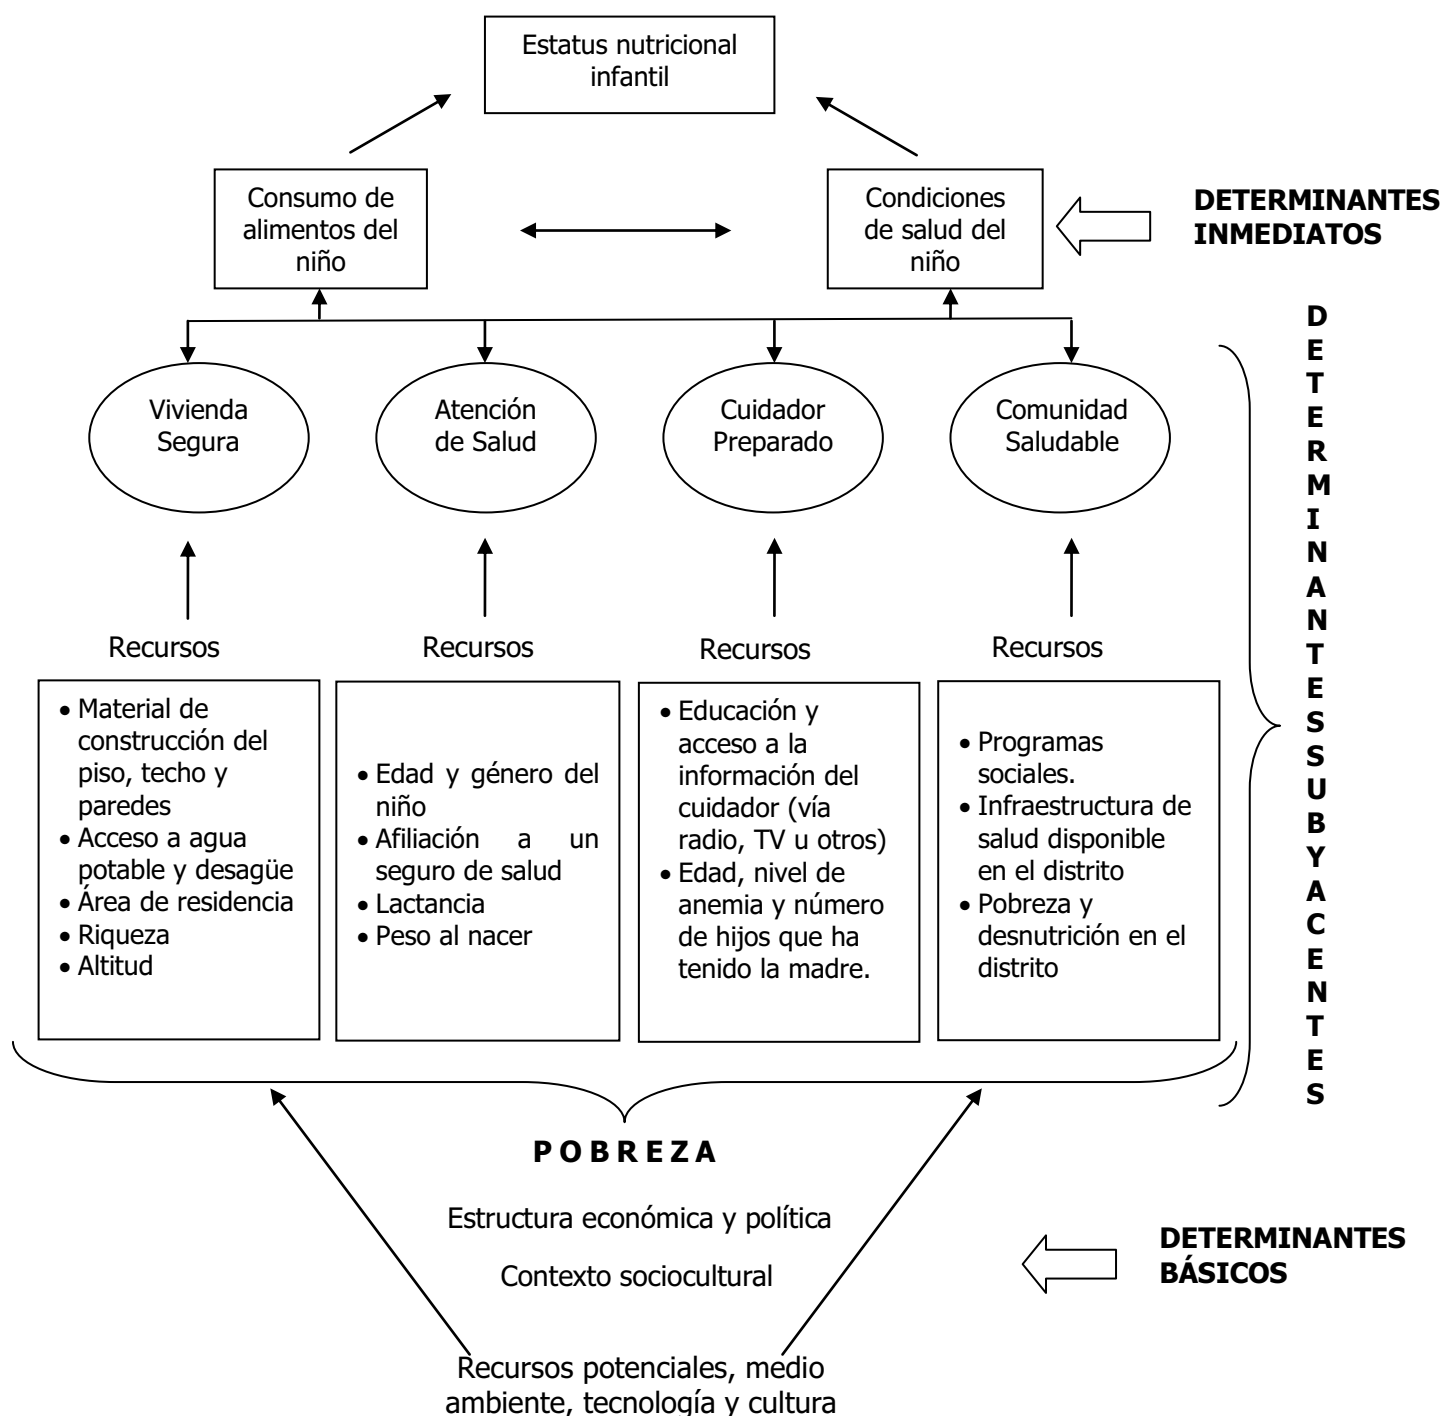 Estatus nutricional
infantil
Consumo de
alimentos del
niño
Condiciones
de salud del
niño
DETERMINANTES
INMEDIATOS
Vivienda
Segura
Atención
de Salud
Cuidador
Preparado
Comunidad
Saludable
Recursos
Recursos
Recursos
Recursos
• Material de
construcción del
piso, techo y
paredes
• Acceso a agua
potable y desagüe
• Área de residencia
• Riqueza
• Altitud
• Edad y género del
niño
• Afiliación a un
seguro de salud
• Lactancia
• Peso al nacer
• Educación y
acceso a la
información del
cuidador (vía
radio, TV u otros)
• Edad, nivel de
anemia y número
de hijos que ha
tenido la madre.
• Programas
sociales.
• Infraestructura de
salud disponible
en el distrito
• Pobreza y
desnutrición en el
distrito
D
E
T
E
R
M
I
N
A
N
T
E
S
S
U
B
Y
A
C
E
N
T
E
S
POBREZA
Estructura económica y política
Contexto sociocultural
DETERMINANTES
BÁSICOS
Recursos potenciales, medio
ambiente, tecnología y cultura